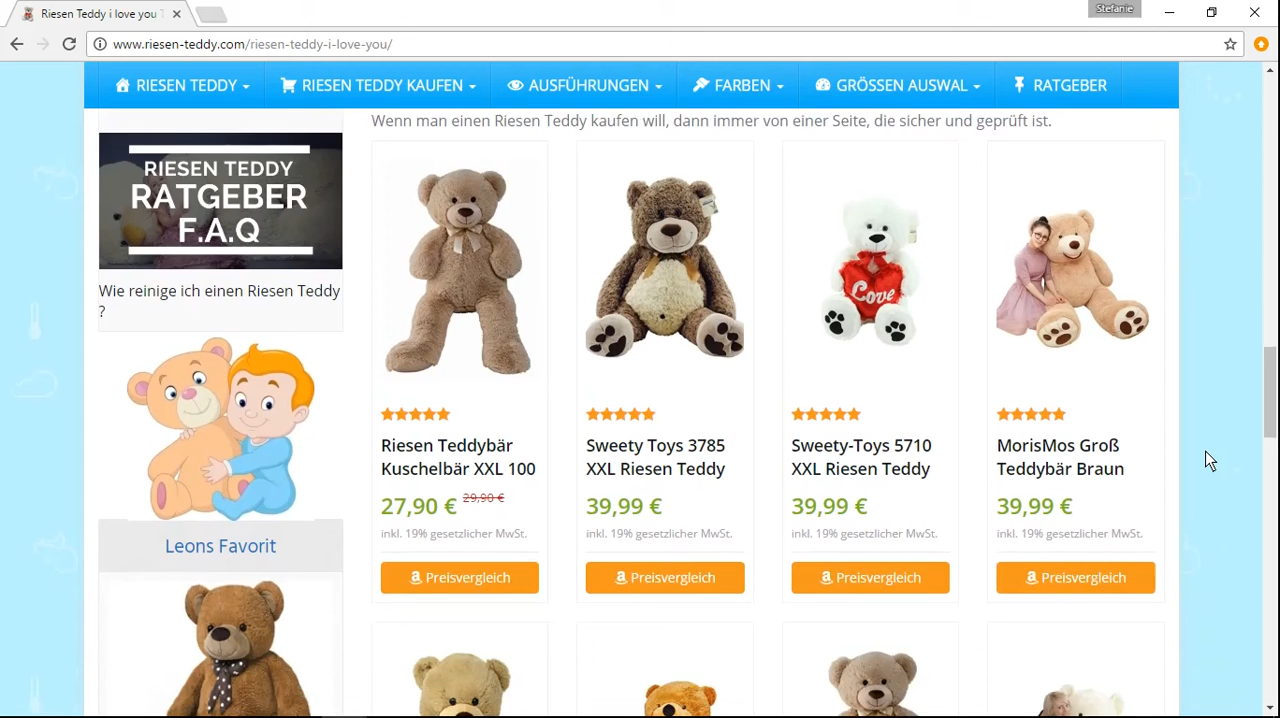 Riesen Teddy i love you T
Stefanie
www.riesen-teddy.com/riesen-teddy-i-love-you/
RIESEN TEDDY
RIESEN TEDDY KAUFEN
AUSFÜHRUNGEN
FARBEN
GRÖSSEN AUSWAL
RATGEBER
Wenn man einen Riesen Teddy kaufen will, dann immer von einer Seite, die sicher und geprüft ist.
RIESEN TEDDY
RATGEBER
F.A.Q
Wie reinige ich einen Riesen Teddy
?
Leons Favorit
Love
Riesen Teddybär
Kuschelbär XXL 100
27,90 € 29,90 €
inkl. 19% gesetzlicher MwSt.
Preisvergleich
Sweety Toys 3785
XXL Riesen Teddy
39,99 €
inkl. 19% gesetzlicher MwSt.
Preisvergleich
Sweety-Toys 5710
XXL Riesen Teddy
39,99 €
inkl. 19% gesetzlicher MwSt.
Preisvergleich
MorisMos Groß
Teddybär Braun
39,99 €
inkl. 19% gesetzlicher MwSt.
Preisvergleich